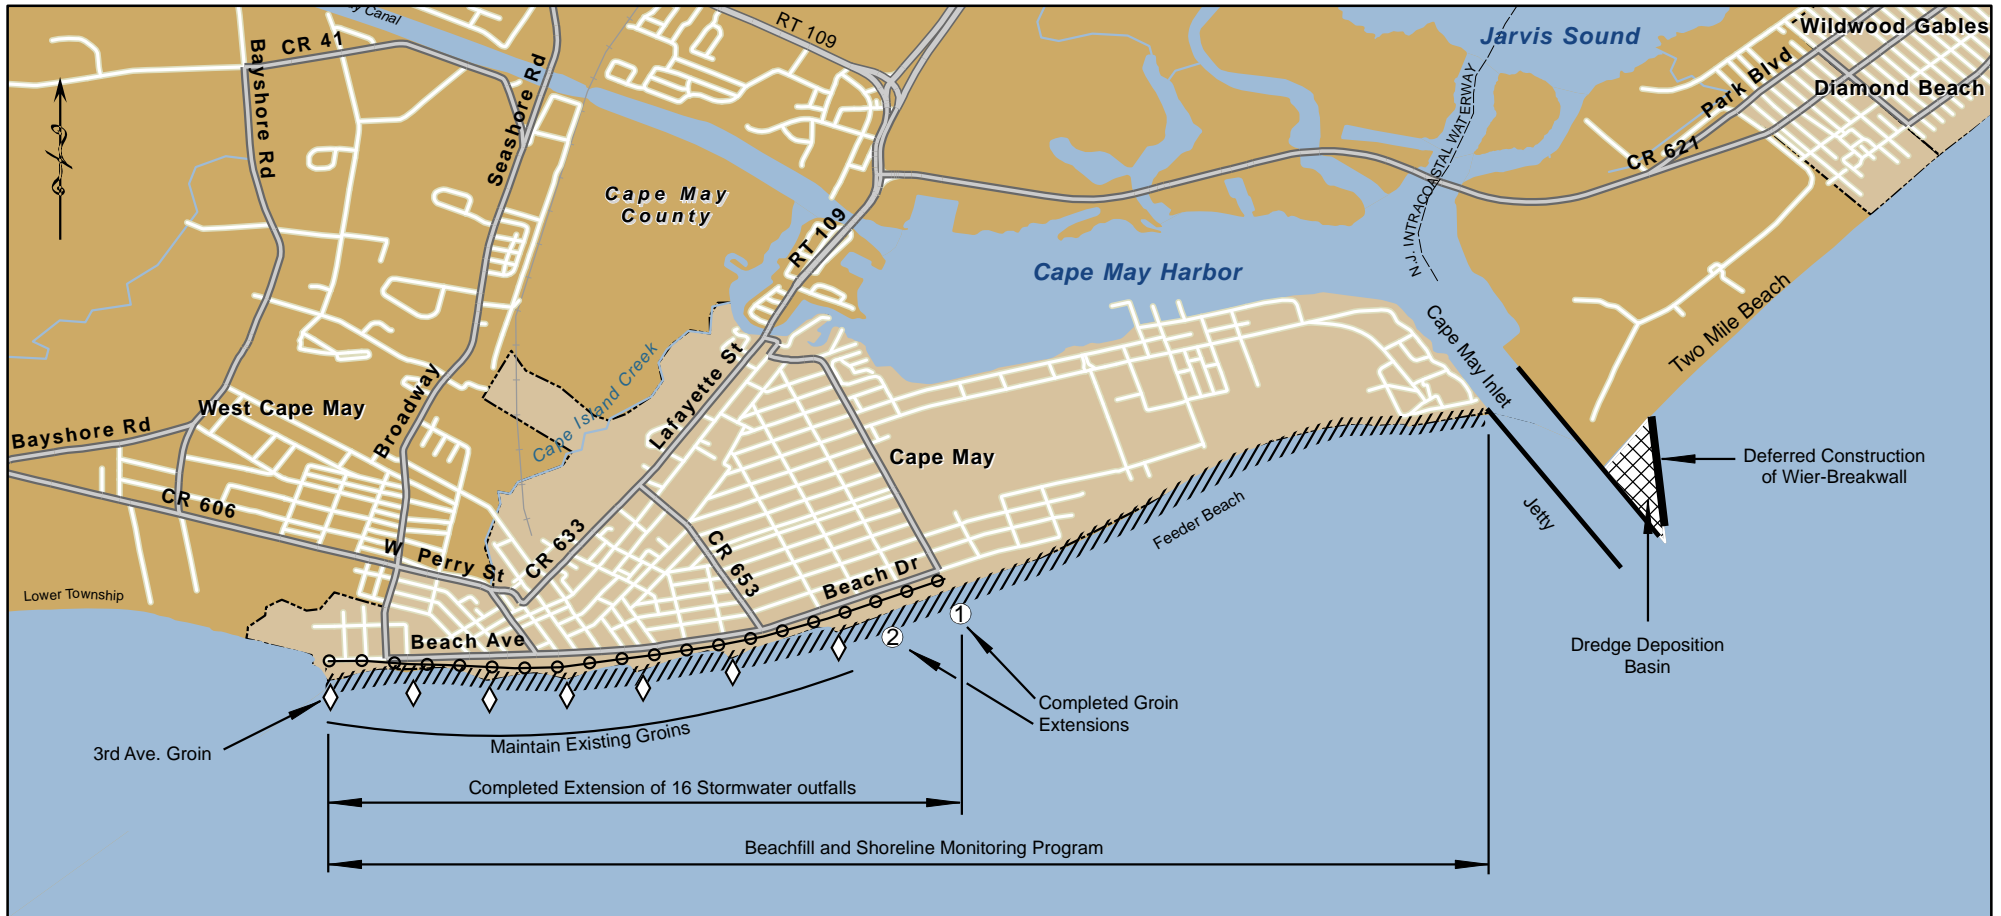 y Canal
RT 109
Jarvis Sound
Wildwood Gables
CR 41
Bayshore Rd
Seashore Rd
Park Blvd
Diamond Beach
N.J. INTRACOASTAL WATERWAY
CR 621
Cape May
County
RT 109
Cape May Harbor
Two Mile Beach
Cape May Inlet
Cape Island Creek
Lafayette St
West Cape May
Broadway
Bayshore Rd
Cape May
Deferred Construction
of Wier-Breakwall
CR 606
Feeder Beach
Jetty
W Perry St
CR 633
CR 653
Beach Dr
Lower Township
Beach Ave
1
2
Dredge Deposition
Basin
Completed Groin
Extensions
3rd Ave. Groin
Maintain Existing Groins
Completed Extension of 16 Stormwater outfalls
Beachfill and Shoreline Monitoring Program